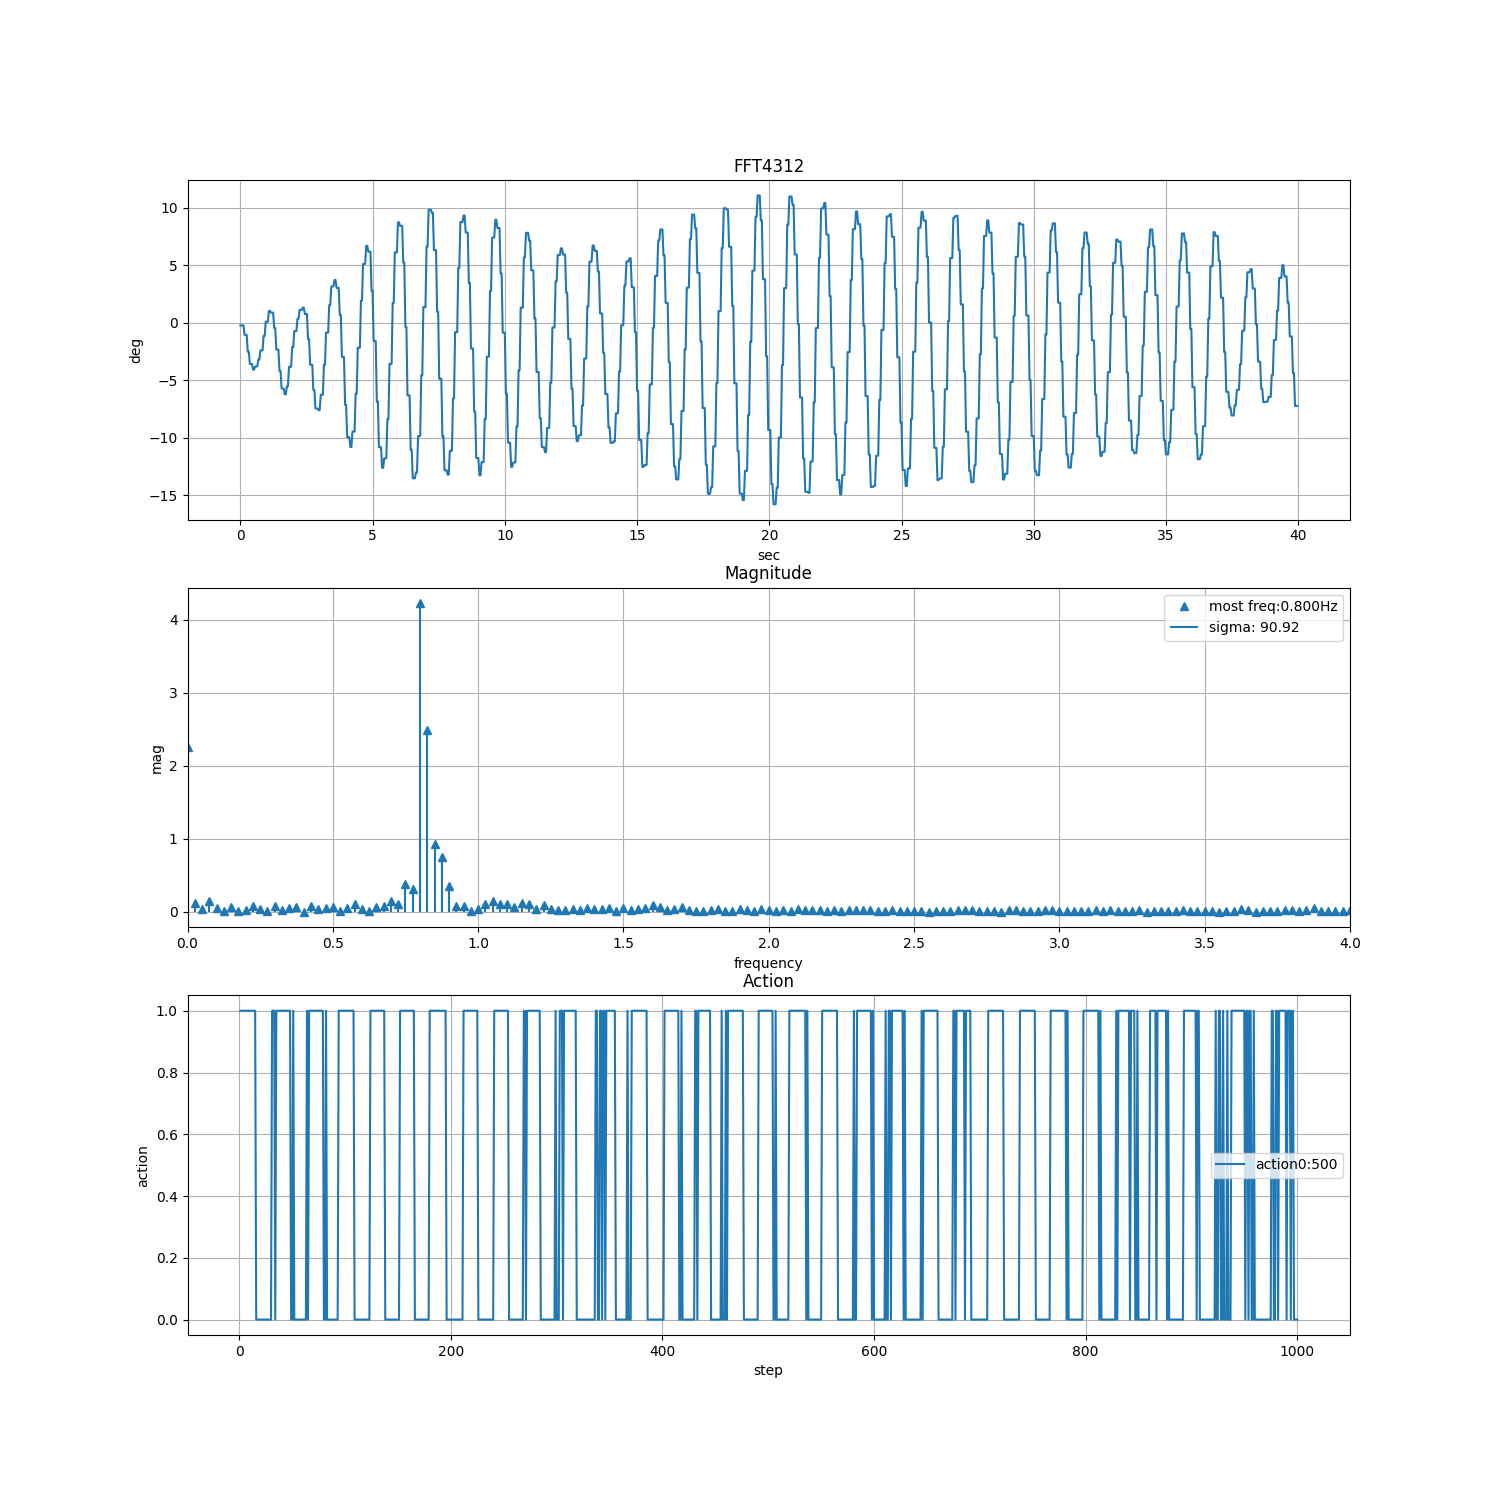 FFT4312
10
5
0
−5
−10
−15
deg
0 5 10 15 20 25 30 35 40
sec
Magnitude
most freq:0.800Hz
sigma: 90.92
4
3
2
1
0
mag
0.0 0.5 1.0 1.5 2.0 2.5 3.0 3.5 4.0
frequency
Action
1.0
0.8
0.6
0.4
0.2
0.0
action
action0:500
0 200 400 600 800 1000
step